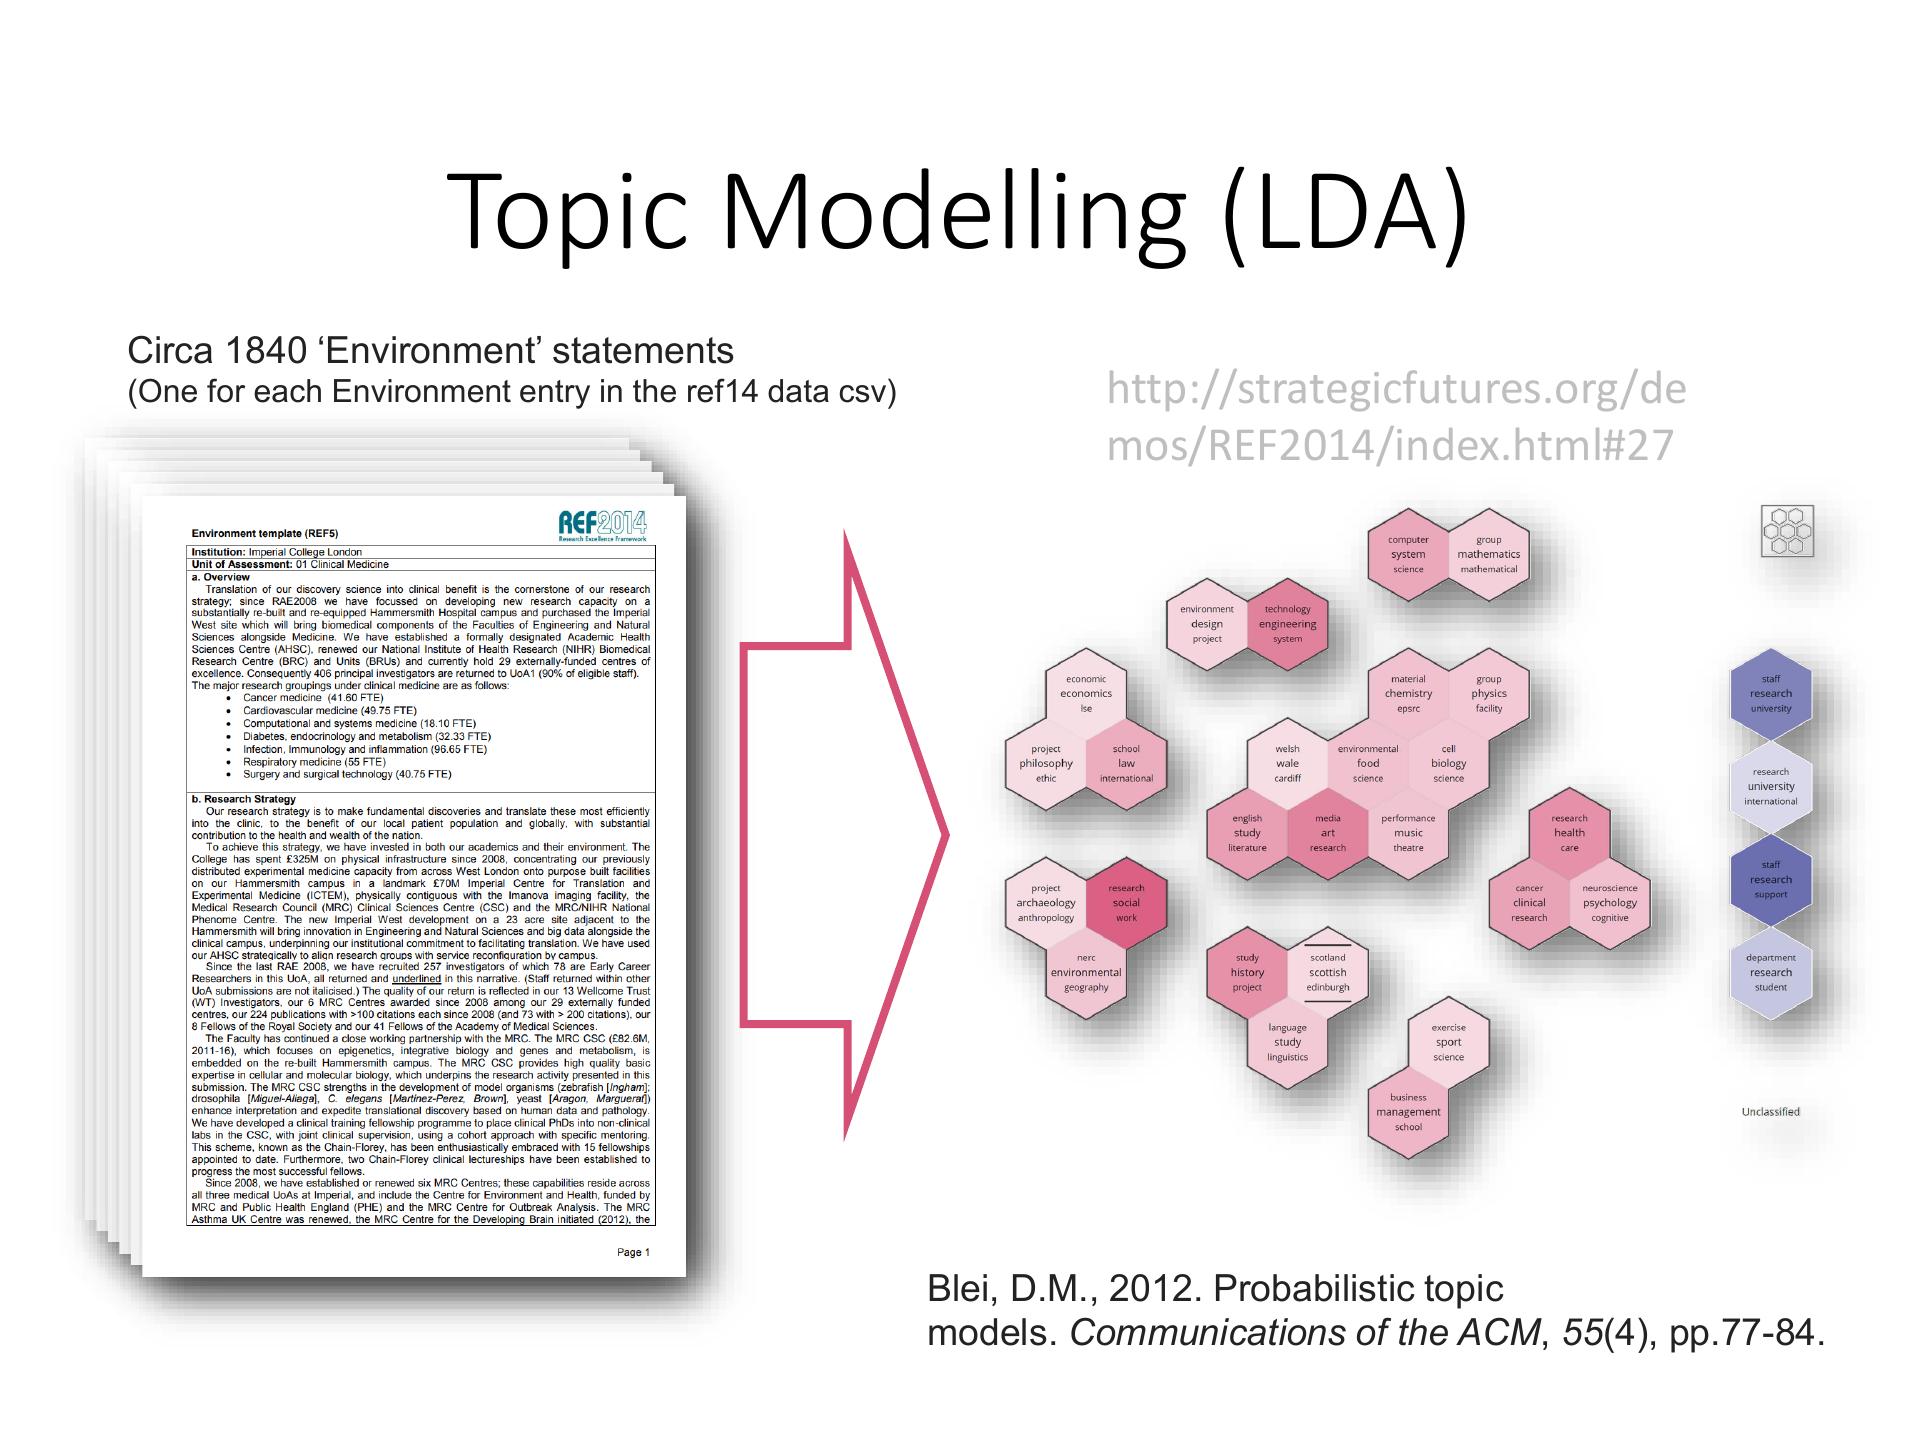 Topic Modelling (LDA)
Circa 1840 ‘Environment’ statements
(One for each Environment entry in the ref14 data csv)
http://strategicfutures.org/de
mos/REF2014/index.html#27
REF2014
Research Excellence Framework
Environment template (REF5)
Institution: Imperial College London
Unit of Assessment: 01 Clinical Medicine
a. Overview
Translation of our discovery science into clinical benefit is the cornerstone of our research
strategy; since RAE2008 we have focussed on developing new research capacity on a
substantially re-built and re-equipped Hammersmith Hospital campus and purchased the Imperial
West site which will bring biomedical components of the Faculties of Engineering and Natural
Sciences alongside Medicine. We have established a formally designated Academic Health
Sciences Centre (AHSC), renewed our National Institute of Health Research (NIHR) Biomedical
Research Centre (BRC) and Units (BRUs) and currently hold 29 externally-funded centres of
excellence. Consequently 406 principal investigators are returned to UoA1 (90% of eligible staff).
The major research groupings under clinical medicine are as follows:
• Cancer medicine (41.60 FTE)
• Cardiovascular medicine (49.75 FTE)
• Computational and systems medicine (18.10 FTE)
• Diabetes, endocrinology and metabolism (32.33 FTE)
• Infection, Immunology and inflammation (96.65 FTE)
• Respiratory medicine (55 FTE)
• Surgery and surgical technology (40.75 FTE)
b. Research Strategy
Our research strategy is to make fundamental discoveries and translate these most efficiently
into the clinic, to the benefit of our local patient population and globally, with substantial
contribution to the health and wealth of the nation.
To achieve this strategy, we have invested in both our academics and their environment. The
College has spent £325M on physical infrastructure since 2008, concentrating our previously
distributed experimental medicine capacity from across West London onto purpose built facilities
on our Hammersmith campus in a landmark £70M Imperial Centre for Translation and
Experimental Medicine (ICTEM), physically contiguous with the Imanova imaging facility, the
Medical Research Council (MRC) Clinical Sciences Centre (CSC) and the MRC/NIHR National
Phenome Centre. The new Imperial West development on a 23 acre site adjacent to the
Hammersmith will bring innovation in Engineering and Natural Sciences and big data alongside the
clinical campus, underpinning our institutional commitment to facilitating translation. We have used
our AHSC strategically to align research groups with service reconfiguration by campus.
Since the last RAE 2008, we have recruited 257 investigators of which 78 are Early Career
Researchers in this UoA, all returned and underlined in this narrative. (Staff returned within other
UoA submissions are not italicised.) The quality of our return is reflected in our 13 Wellcome Trust
(WT) Investigators, our 6 MRC Centres awarded since 2008 among our 29 externally funded
centres, our 224 publications with >100 citations each since 2008 (and 73 with > 200 citations), our
8 Fellows of the Royal Society and our 41 Fellows of the Academy of Medical Sciences.
The Faculty has continued a close working partnership with the MRC. The MRC CSC (£82.6M,
2011-16), which focuses on epigenetics, integrative biology and genes and metabolism, is
embedded on the re-built Hammersmith campus. The MRC CSC provides high quality basic
expertise in cellular and molecular biology, which underpins the research activity presented in this
submission. The MRC CSC strengths in the development of model organisms (zebrafish [Ingham];
drosophila [Miguel-Aliaga], C. elegans [Martinez-Perez, Brown], yeast [Aragon, Marguerat])
enhance interpretation and expedite translational discovery based on human data and pathology.
We have developed a clinical training fellowship programme to place clinical PhDs into non-clinical
labs in the CSC, with joint clinical supervision, using a cohort approach with specific mentoring.
This scheme, known as the Chain-Florey, has been enthusiastically embraced with 15 fellowships
appointed to date. Furthermore, two Chain-Florey clinical lectureships have been established to
progress the most successful fellows.
Since 2008, we have established or renewed six MRC Centres; these capabilities reside across
all three medical UoAs at Imperial, and include the Centre for Environment and Health, funded by
MRC and Public Health England (PHE) and the MRC Centre for Outbreak Analysis. The MRC
Asthma UK Centre was renewed, the MRC Centre for the Developing Brain initiated (2012), the
Page 1
computer
system
science
group
mathematics
mathematical
environment
design
project
technology
engineering
system
economic
economics
lse
material
chemistry
epsrc
group
physics
facility
project
philosophy
ethic
school
law
international
welsh
wale
cardiff
environmental
food
science
cell
biology
science
english
study
literature
media
art
research
performance
music
theatre
research
health
care
project
archaeology
anthropology
research
social
work
cancer
clinical
research
neuroscience
psychology
cognitive
nerc
environmental
geography
study
history
project
scotland
scottish
edinburgh
language
study
linguistics
exercise
sport
science
business
management
school
staff
research
university
research
university
international
staff
research
support
department
research
student
Unclassified
Blei, D.M., 2012. Probabilistic topic
models. Communications of the ACM, 55(4), pp.77-84.